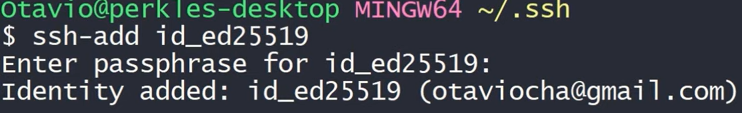 Otavio@perkles-desktop MINGW64 ~/.ssh
$ ssh-add id_ed25519
Enter passphrase for id_ed25519:
Identity added: id_ed25519 (otaviocha@gmail.com)